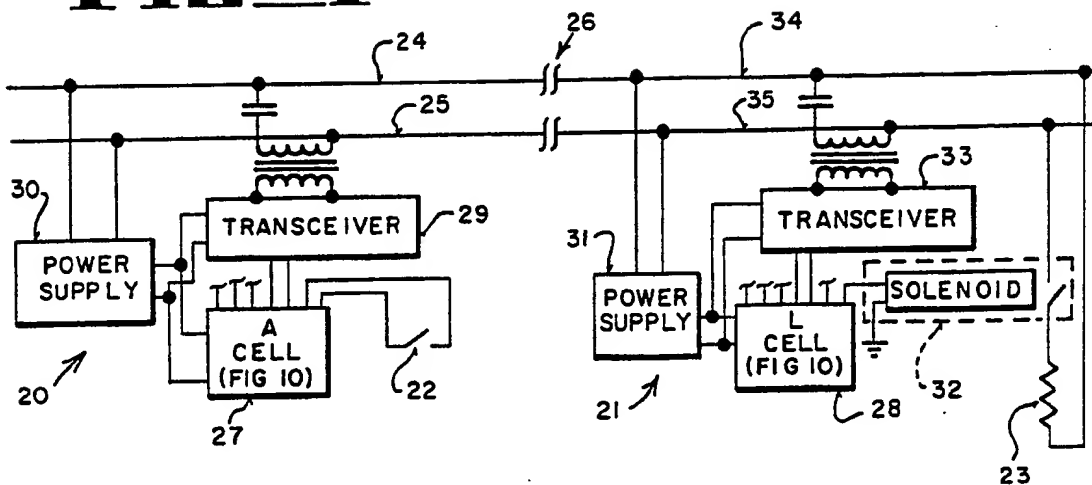 24
26
34
25
35
30
TRANSCEIVER
29
33
TRANSCEIVER
31
POWER
SUPPLY
A
CELL
(FIG 10)
22
20
27
POWER
SUPPLY
L
CELL
(FIG 10)
SOLENOID
32
21
28
23